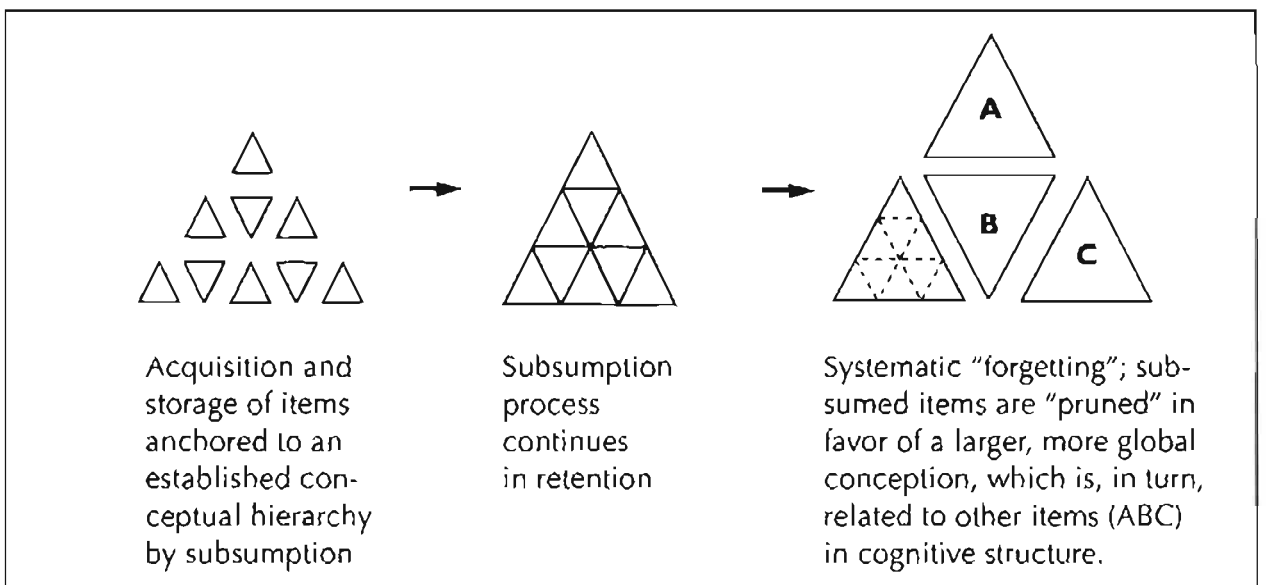 A
B
C
Acquisition and
storage of items
anchored to an
established con-
ceptual hierarchy
by subsumption
Subsumption
process
continues
in retention
Systematic "forgetting"; sub-
sumed items are "pruned" in
favor of a larger, more global
conception, which is, in turn,
related to other items (ABC)
in cognitive structure.